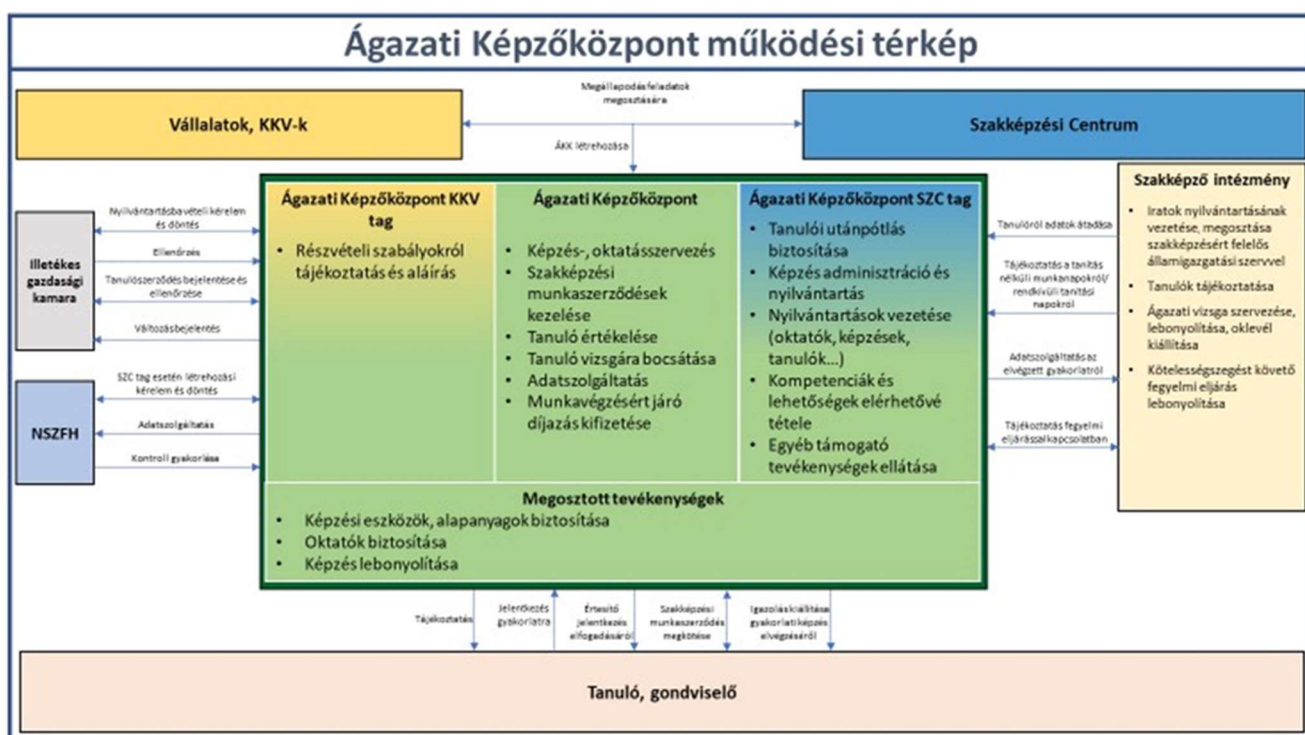 Ágazati Képzőközpont működési térkép
Megállapodás feladatok
megosztására
Vállalatok, KKV-k
Szakképzési Centrum
ÁKK létrehozása
Ágazati Képzőközpont KKV
tag
• Részvételi szabályokról
tájékoztatás és aláírás
Ágazati Képzőközpont
• Képzés-, oktatásszervezés
• Szakképzési
munkaszerződések
kezelése
• Tanuló értékelése
• Tanuló vizsgára bocsátása
• Adatszolgáltatás
• Munkavégzésért járó
díjazás kifizetése
Ágazati Képzőközpont SZC tag
• Tanulói utánpótlás
biztosítása
• Képzés adminisztráció és
nyilvántartás
• Nyilvántartások vezetése
(oktatók, képzések,
tanulók...)
• Kompetenciák és
lehetőségek elérhetővé
tétele
• Egyéb támogató
tevékenységek ellátása
Megosztott tevékenységek
• Képzési eszközök, alapanyagok biztosítása
• Oktatók biztosítása
• Képzés lebonyolítása
Illetékes
gazdasági
kamara
Nyilvántartásba vételi kérelem
és döntés
Ellenőrzés
Tanulószerződés bejelentése és
ellenőrzése
Változásbejelentés
NSZFH
SZC tag esetén létrehozási
kérelem és döntés
Adatszolgáltatás
Kontroll gyakorlása
Tanulóról adatok átadása
Tájékoztatás a tanítás
nélküli munkanapokról/
rendkívüli tanítási
napokról
Adatszolgáltatás az
elvégzett gyakorlatról
Tájékoztatás fegyelmi
eljárással kapcsolatban
Szakképző intézmény
• Iratok nyilvántartásának
vezetése, megosztása
szakképzésért felelős
államigazgatási szervvel
• Tanulók tájékoztatása
• Ágazati vizsga szervezése,
lebonyolítása, oklevél
kiállítása
• Kötelességszegést követő
fegyelmi eljárás
lebonyolítása
Tájékoztatás
Jelentkezés
gyakorlatra
Értesítő
jelentkezés
elfogadásáról
Szakképzési
munkaszerződés
megkötése
Igazolás kiállítása
gyakorlati képzés
elvégzéséről
Tanuló, gondviselő